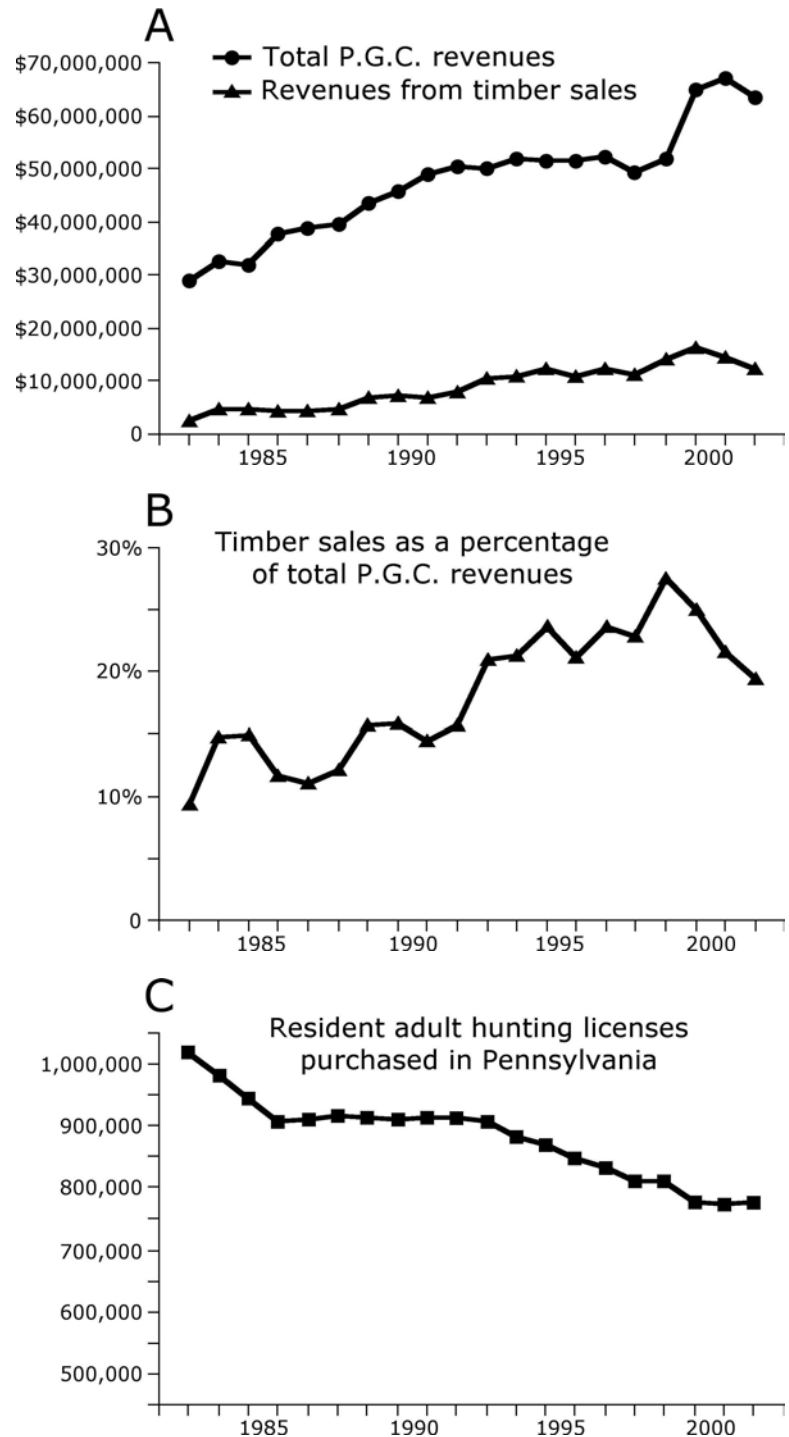 A
Total P.G.C. revenues
Revenues from timber sales
$70,000,000
$60,000,000
$50,000,000
$40,000,000
$30,000,000
$20,000,000
$10,000,000
0
1985 1990 1995 2000
B
Timber sales as a percentage
of total P.G.C. revenues
30%
20%
10%
0
1985 1990 1995 2000
C
Resident adult hunting licenses
purchased in Pennsylvania
1,000,000
900,000
800,000
700,000
600,000
500,000
1985 1990 1995 2000